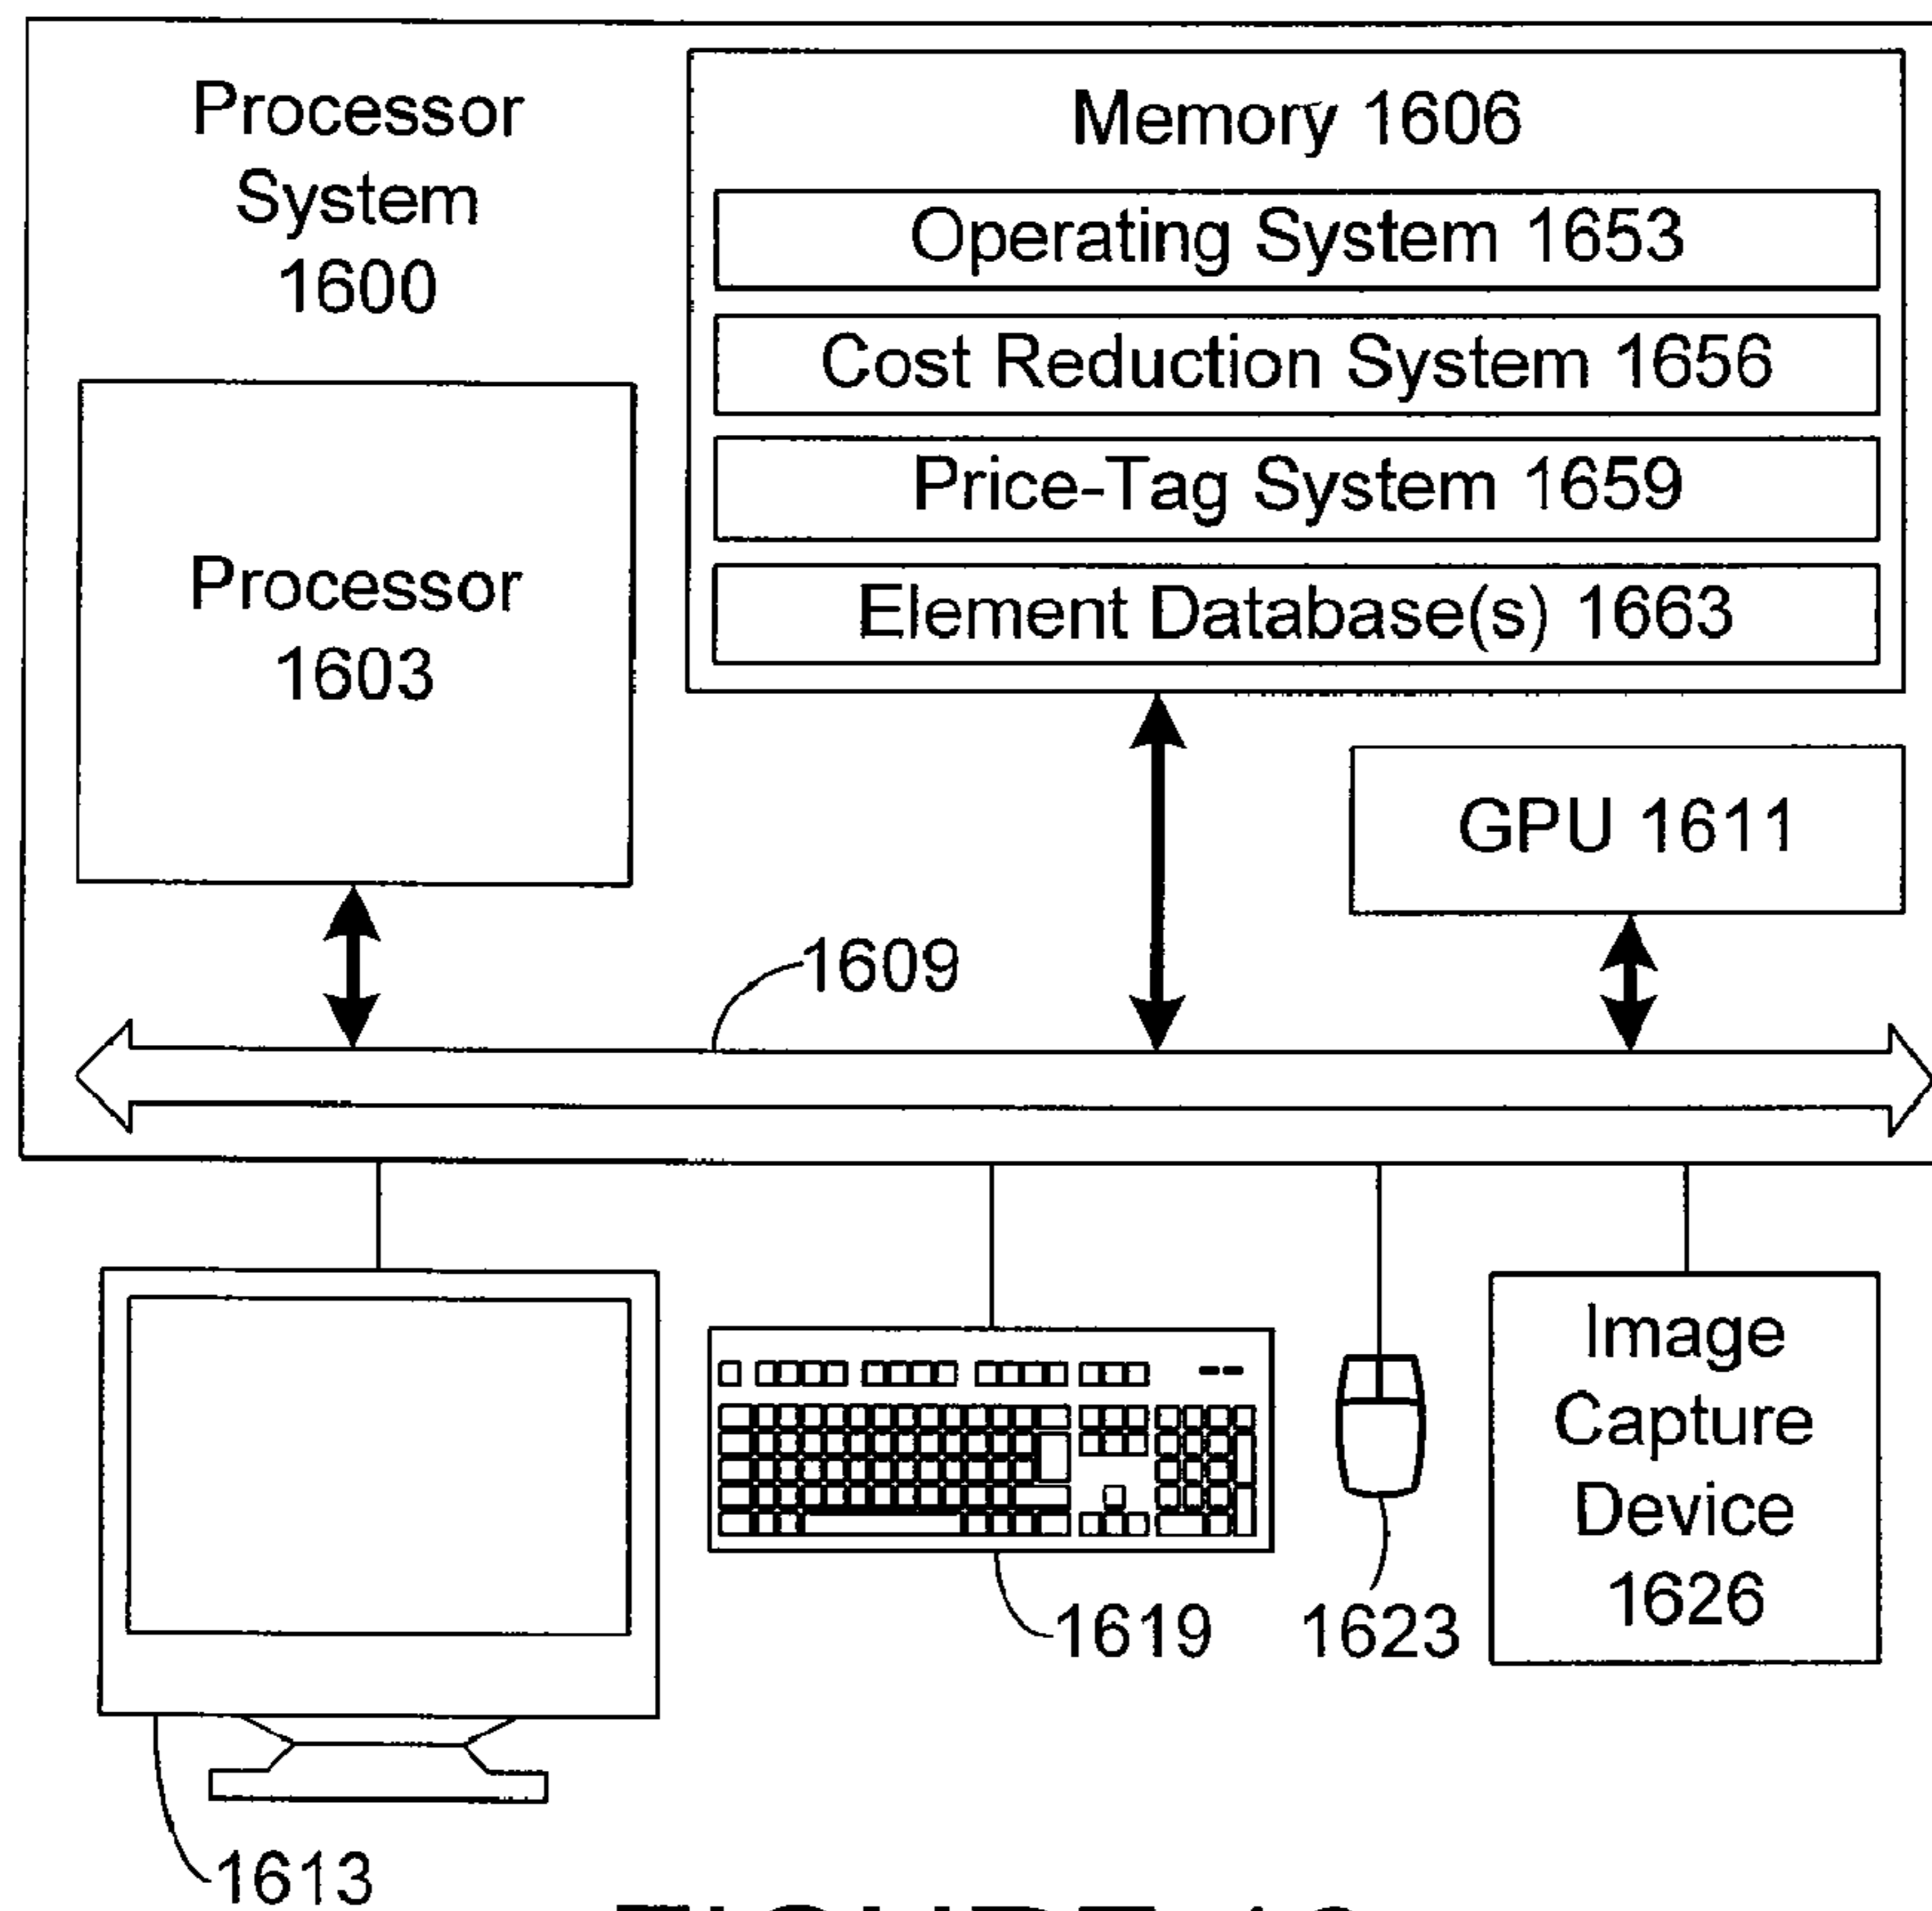 Processor
System
1600
Memory 1606
Operating System 1653
Cost Reduction System 1656
Price-Tag System 1659
Element Database(s) 1663
Processor
1603
GPU 1611
1609
Image
Capture
Device
1626
1619
1623
1613